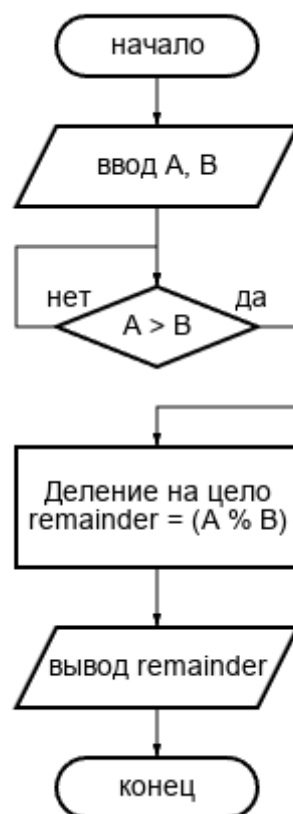 начало
ввод A, B
нет
да
A > B
Деление на цело
remainder = (A % B)
вывод remainder
конец